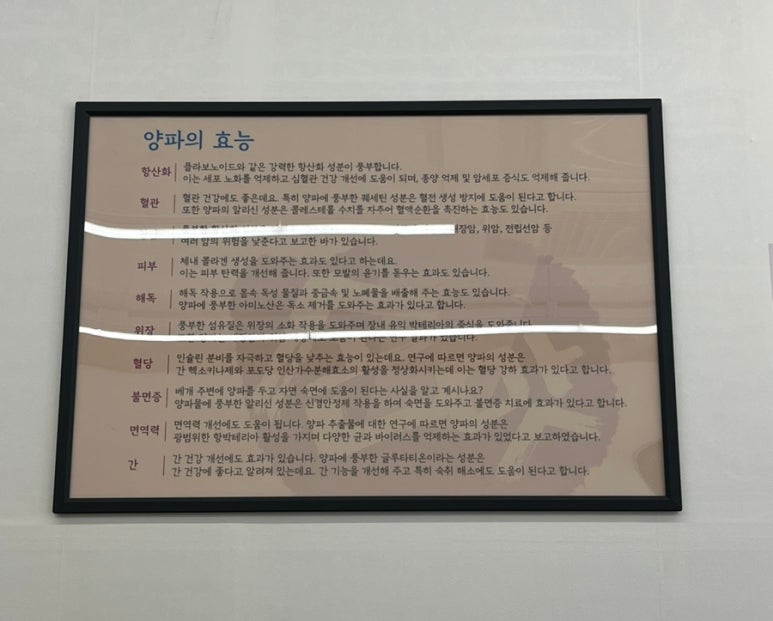 양파의 효능
항산화
플라보노이드와 같은 강력한 항산화 성분이 풍부합니다.
이는 세포 노화를 억제하고 심혈관 건강 개선에 도움이 되며, 종양 억제 및 암세포 증식도 억제해 줍니다.
혈관
혈관 건강에도 좋은데요. 특히 양파에 풍부한 퀘세틴 성분은 혈전 생성 방지에 도움이 된다고 합니다.
또한 양파의 알리신 성분은 콜레스테롤 수치를 자추어 혈액순환을 촉진하는 효능도 있습니다.
위암, 전립선암 등
여러 암의 위험을 낮춘다고 보고한 바가 있습니다.
피부
체내 콜라겐 생성을 도와주는 효과도 있다고 하는데요.
이는 피부 탄력을 개선해 줍니다. 또한 모발의 윤기를 돋우는 효과도 있습니다.
해독
해독 작용으로 몸속 독성 물질과 중금속 및 노폐물을 배출해 주는 효능도 있습니다.
양파에 풍부한 아미노산은 독소 제거를 도와주는 효과가 있다고 합니다.
위장
풍부한 섬유질은 위장의 소화 작용을 도와주며 장내 유익 박테리아의 증식을 도와줍니다.
혈당
인슐린 분비를 자극하고 혈당을 낮추는 효능이 있는데요. 연구에 따르면 양파의 성분은
간 헥소키나제와 포도당 인산가수분해효소의 활성을 정상화시키는데 이는 혈당 강하 효과가 있다고 합니다.
불면증
베개 주변에 양파를 두고 자면 숙면에 도움이 된다는 사실을 알고 계시나요?
양파물에 풍부한 알리신 성분은 신경안정제 작용을 하여 숙면을 도와주고 불면증 치료에 효과가 있다고 합니다.
면역력
면역력 개선에도 도움이 됩니다. 양파 추출물에 대한 연구에 따르면 양파의 성분은
광범위한 항박테리아 활성을 가지며 다양한 균과 바이러스를 억제하는 효과가 있었다고 보고하였습니다.
간
간 건강 개선에도 효과가 있습니다. 양파에 풍부한 글루타티온이라는 성분은
간 건강에 좋다고 알려져 있는데요. 간 기능을 개선해 주고 특히 숙취 해소에도 도움이 된다고 합니다.